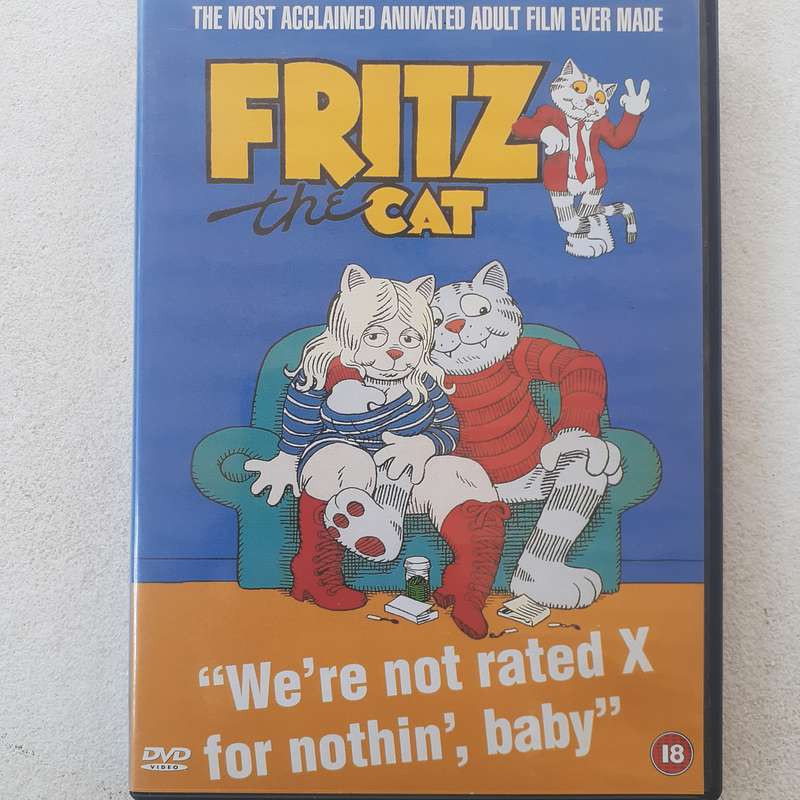 THE MOST ACCLAIMED ANIMATED ADULT FILM EVER MADE
FRITZ
the CAT
“We’re not rated X
for nothin’, baby”
DVD
VIDEO
18